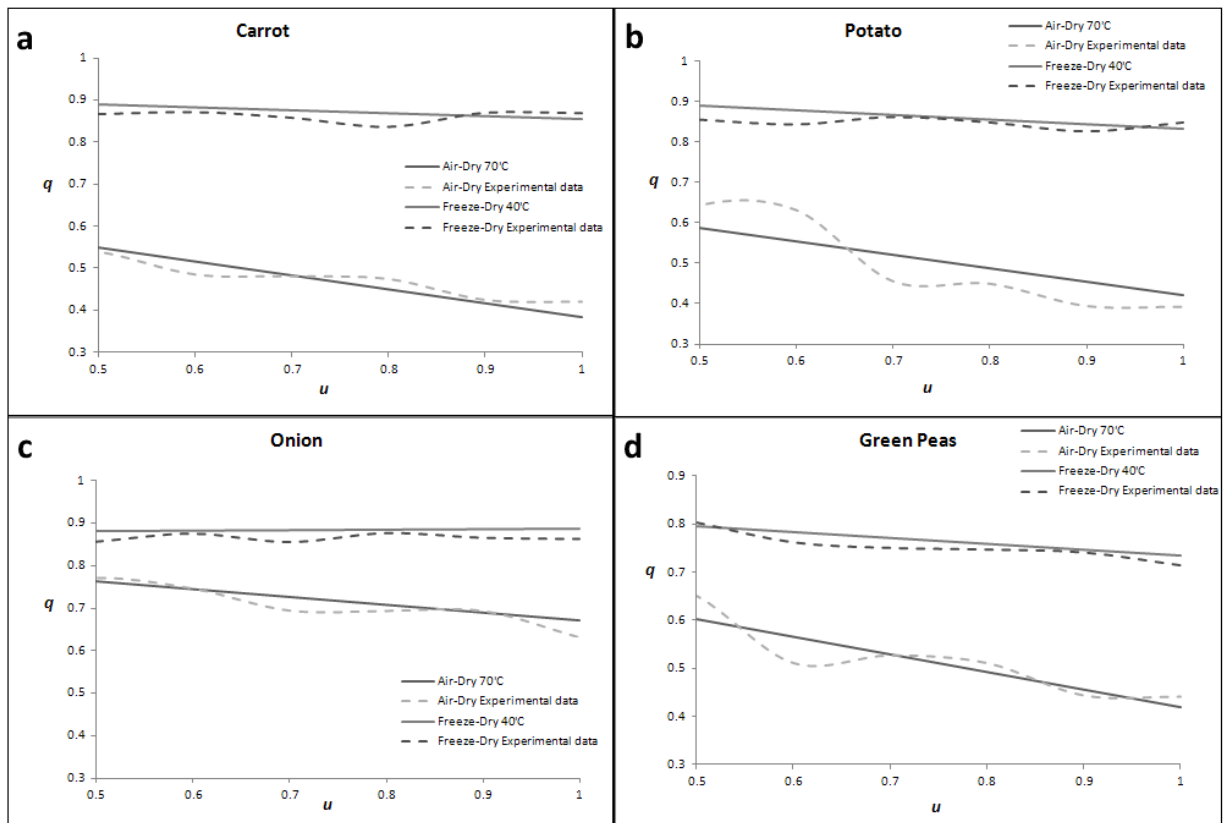 a
Carrot
1
0.9
0.8
0.7
0.6
0.5
0.4
0.3
q
Air-Dry 70'C
Air-Dry Experimental data
Freeze-Dry 40'C
Freeze-Dry Experimental data
0.5 0.6 0.7 0.8 0.9 1
u
b
Potato
Air-Dry 70'C
Air-Dry Experimental data
Freeze-Dry 40'C
Freeze-Dry Experimental data
1
0.9
0.8
0.7
0.6
0.5
0.4
0.3
q
0.5 0.6 0.7 0.8 0.9 1
u
c
Onion
1
0.9
0.8
0.7
0.6
0.5
0.4
0.3
q
Air-Dry 70'C
Air-Dry Experimental data
Freeze-Dry 40'C
Freeze-Dry Experimental data
0.5 0.6 0.7 0.8 0.9 1
u
d
Green Peas
Air-Dry 70'C
Air-Dry Experimental data
Freeze-Dry 40'C
Freeze-Dry Experimental data
0.9
0.8
0.7
0.6
0.5
0.4
0.3
q
0.5 0.6 0.7 0.8 0.9 1
u